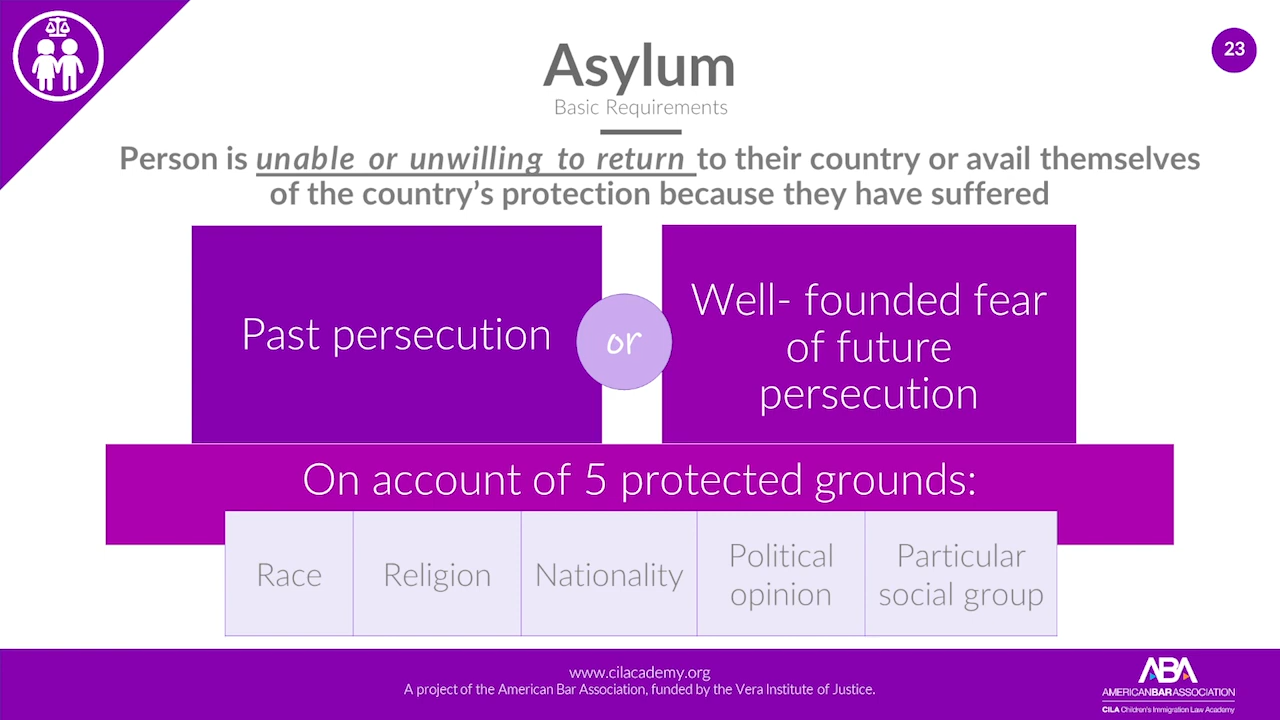 23
Asylum
Basic Requirements
Person is unable or unwilling to return to their country or avail themselves
of the country’s protection because they have suffered
Past persecution
or
Well- founded fear
of future
persecution
On account of 5 protected grounds:
Race
Religion
Nationality
Political
opinion
Particular
social group
www.cilacademy.org
A project of the American Bar Association, funded by the Vera Institute of Justice.
ABA
AMERICANBARASSOCIATION
CILA Children's Immigration Law Academy